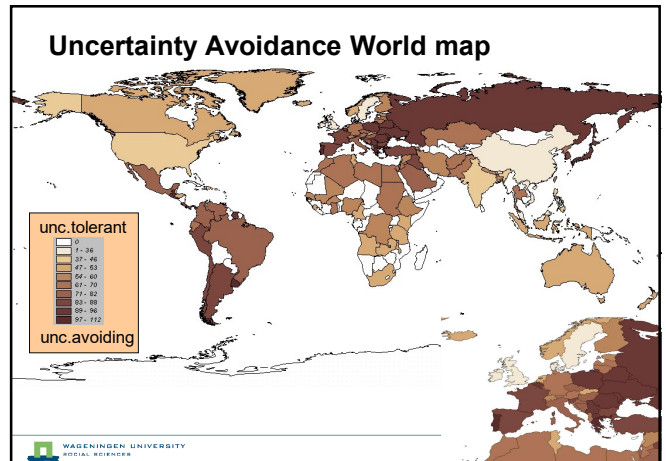 Uncertainty Avoidance World map
unc.tolerant
0
1 - 36
37 - 46
47 - 53
54 - 60
61 - 70
71 - 82
83 - 88
89 - 96
97 - 112
unc.avoiding
WAGENINGEN UNIVERSITY
SOCIAL SCIENCES